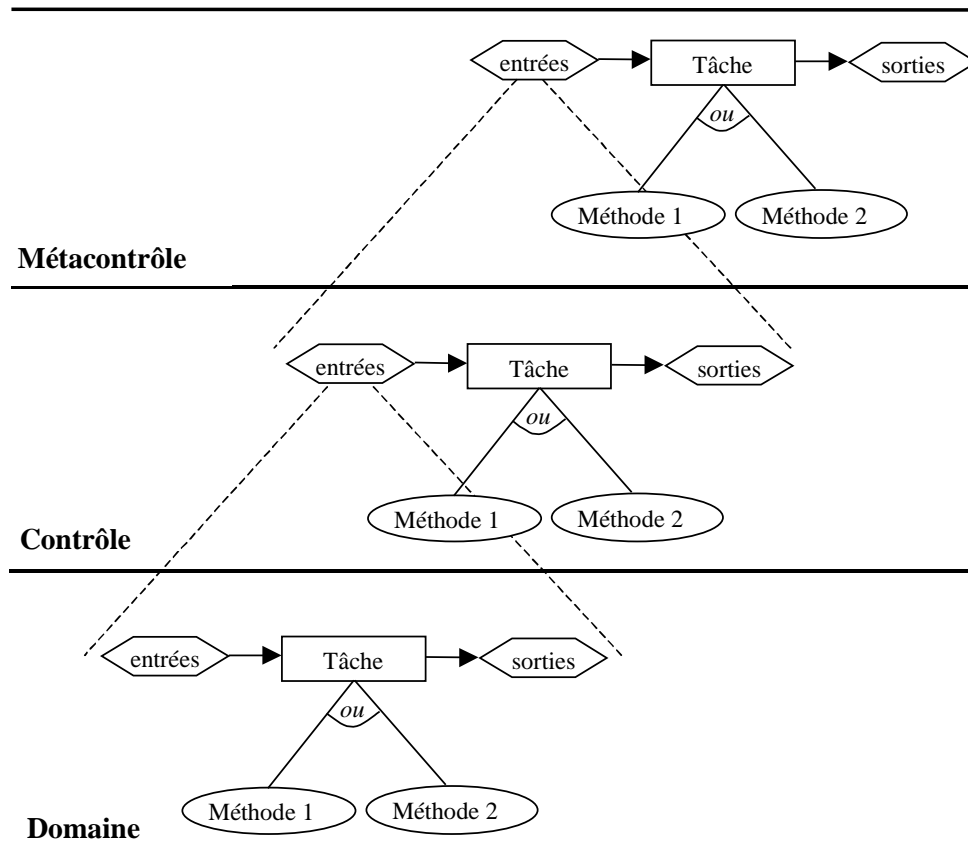 entrées Tâche sorties
ou
Méthode 1 Méthode 2
Métacontrôle
entrées Tâche sorties
ou
Méthode 1 Méthode 2
Contrôle
entrées Tâche sorties
ou
Méthode 1 Méthode 2
Domaine